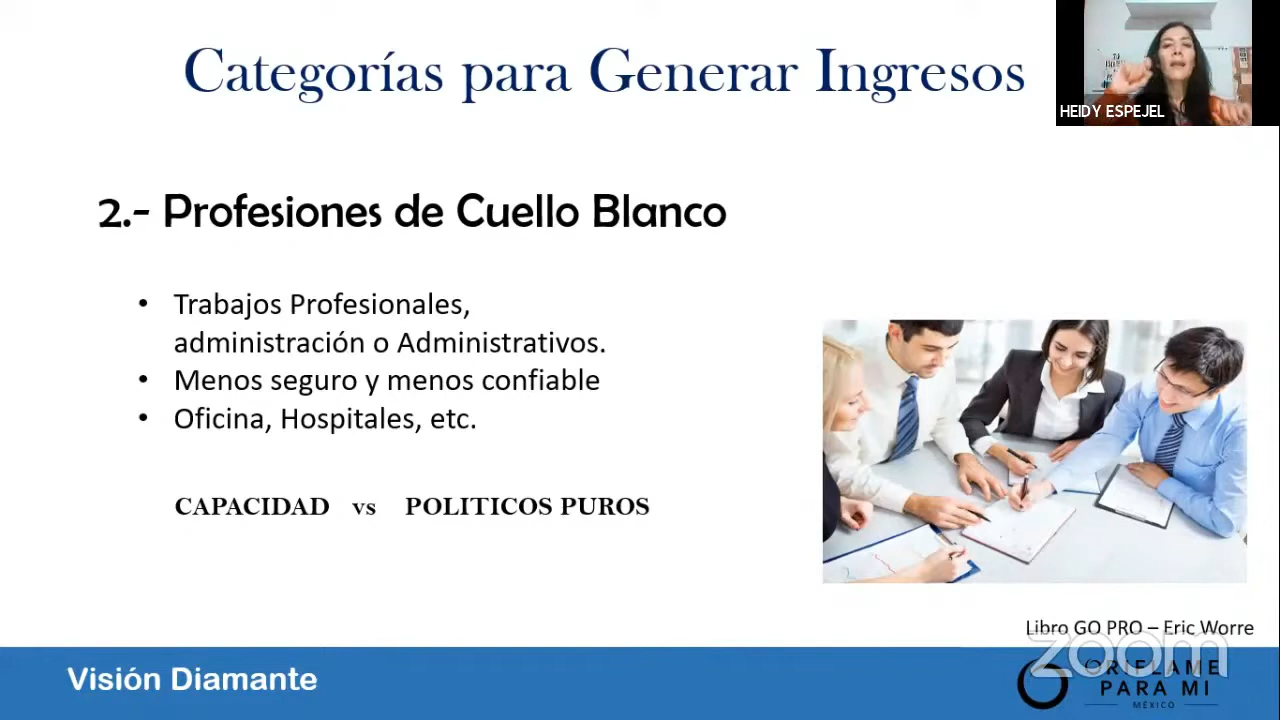 Categorías para Generar Ingresos
HEIDY ESPEJEL
2.- Profesiones de Cuello Blanco
• Trabajos Profesionales,
administración o Administrativos.
• Menos seguro y menos confiable
• Oficina, Hospitales, etc.
CAPACIDAD vs POLITICOS PUROS
Libro GO PRO – Eric Worre
zoom
Visión Diamante
ORIFLAME
PARA MI
MÉXICO